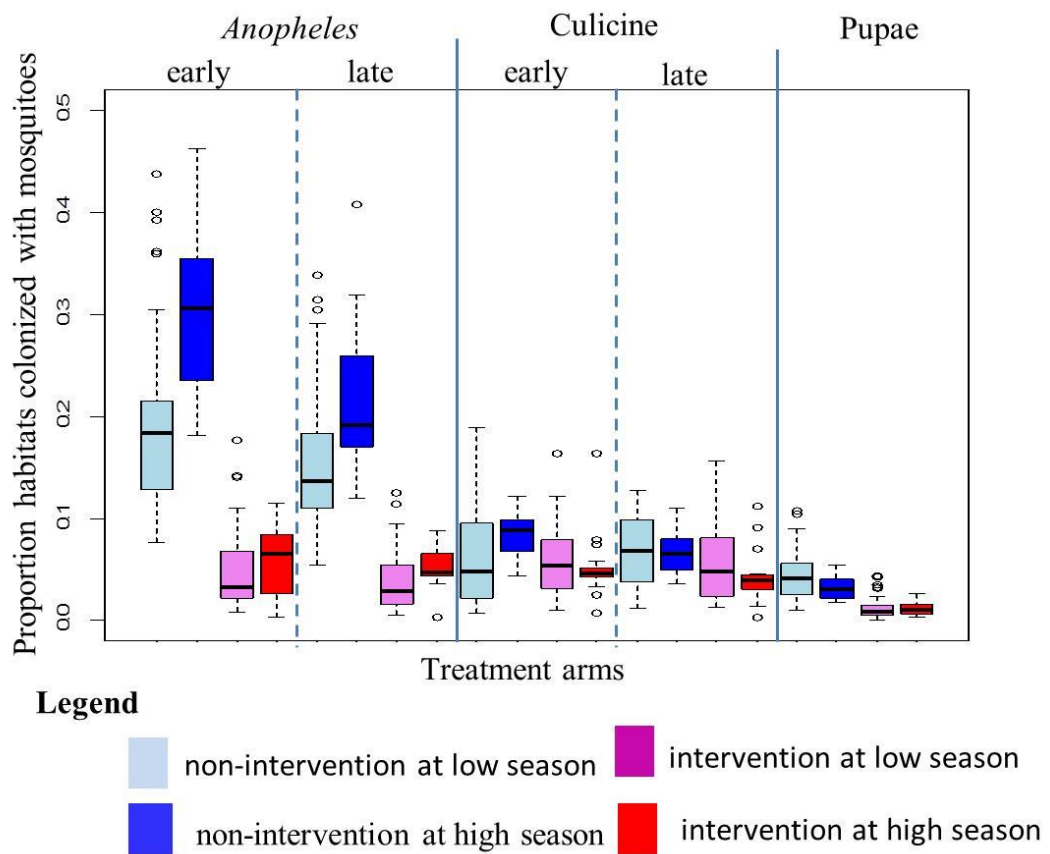 Anopheles
Culicine
Pupae
early
late
early
late
Proportion habitats colonized with mosquitoes
0.5
0.4
0.3
0.2
0.1
0.0
Treatment arms
Legend
non-intervention at low season
intervention at low season
non-intervention at high season
intervention at high season